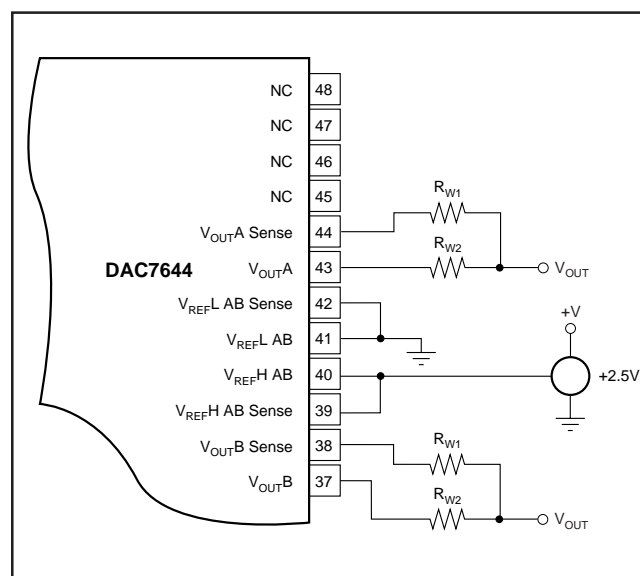 NC 48
NC 47
NC 46
NC 45
V_OUTA Sense 44
R_W1
DAC7644
V_OUTA 43
R_W2
V_OUT
V_REFL AB Sense 42
V_REFL AB 41
+V
V_REFH AB 40
+2.5V
V_REFH AB Sense 39
V_OUTB Sense 38
R_W1
V_OUTB 37
R_W2
V_OUT